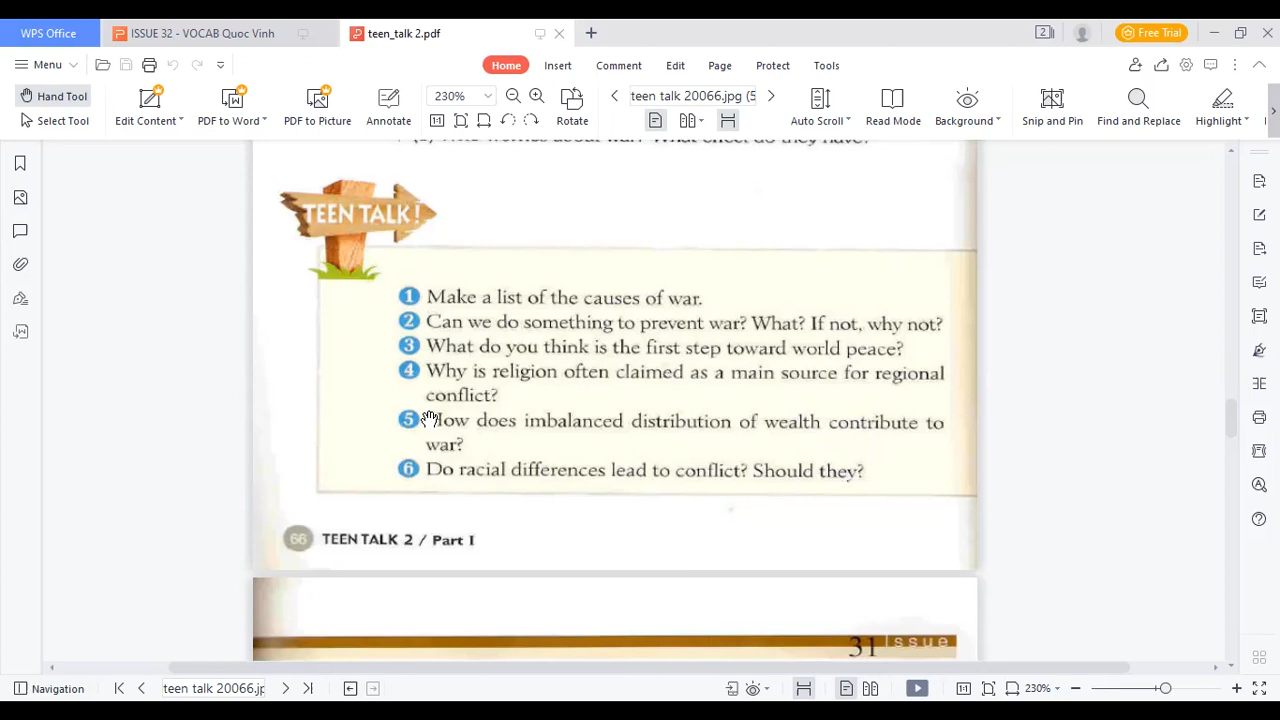 WPS Office
ISSUE 32 - VOCAB Quoc Vinh
teen_talk 2.pdf
2
Free Trial
Menu
Home
Insert
Comment
Edit
Page
Protect
Tools
Hand Tool
Select Tool
Edit Content
PDF to Word
PDF to Picture
Annotate
230%
Rotate
teen talk 20066.jpg (5
Auto Scroll
Read Mode
Background
Snip and Pin
Find and Replace
Highlight
TEEN TALK!
1 Make a list of the causes of war.
2 Can we do something to prevent war? What? If not, why not?
3 What do you think is the first step toward world peace?
4 Why is religion often claimed as a main source for regional
conflict?
5 How does imbalanced distribution of wealth contribute to
war?
6 Do racial differences lead to conflict? Should they?
66 TEEN TALK 2 / Part I
31 Issue
Navigation
teen talk 20066.jp
230%